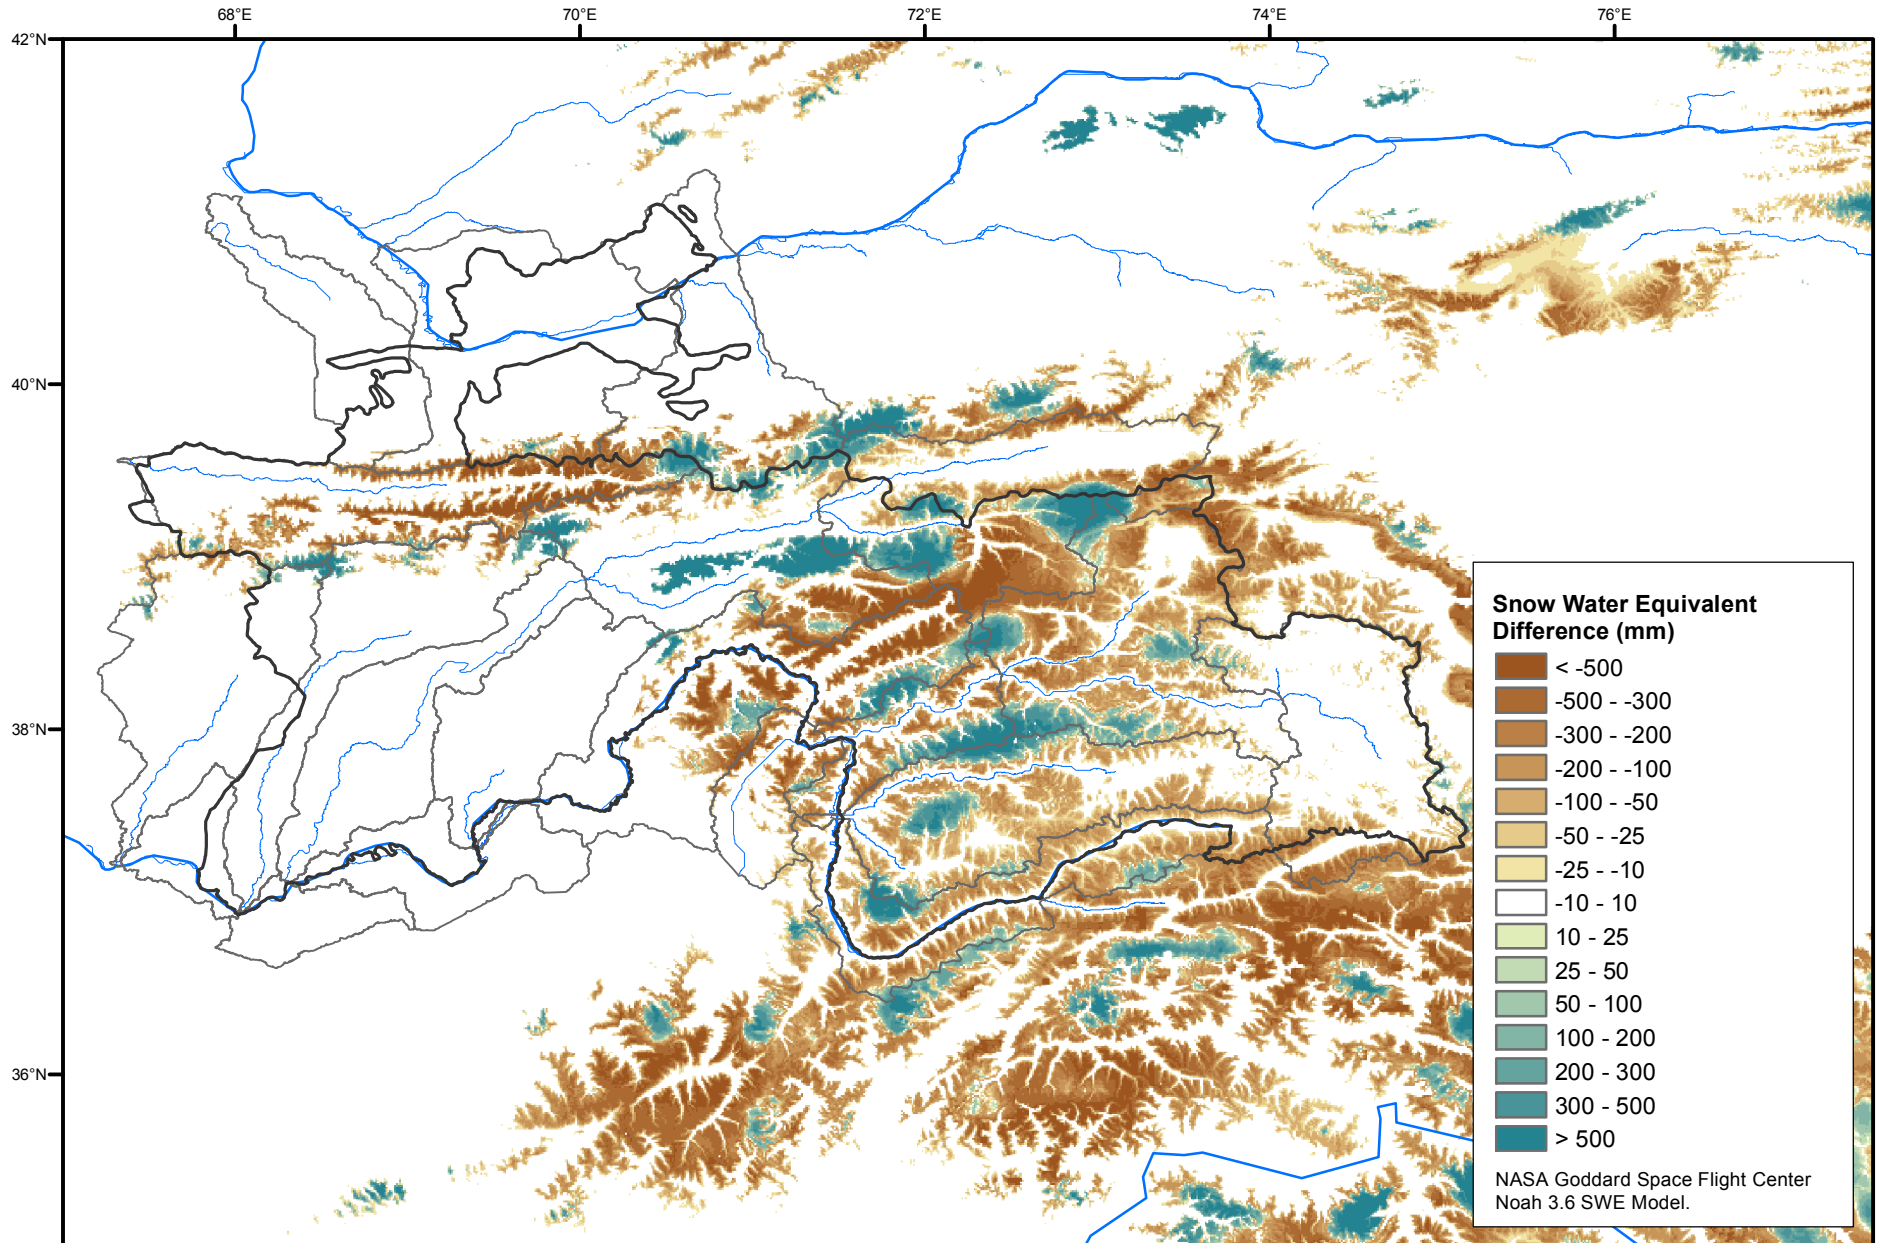 68°E 70°E 72°E 74°E 76°E
42°N
40°N
38°N
36°N
Snow Water Equivalent
Difference (mm)
< -500
-500 - -300
-300 - -200
-200 - -100
-100 - -50
-50 - -25
-25 - -10
-10 - 10
10 - 25
25 - 50
50 - 100
100 - 200
200 - 300
300 - 500
> 500
NASA Goddard Space Flight Center
Noah 3.6 SWE Model.